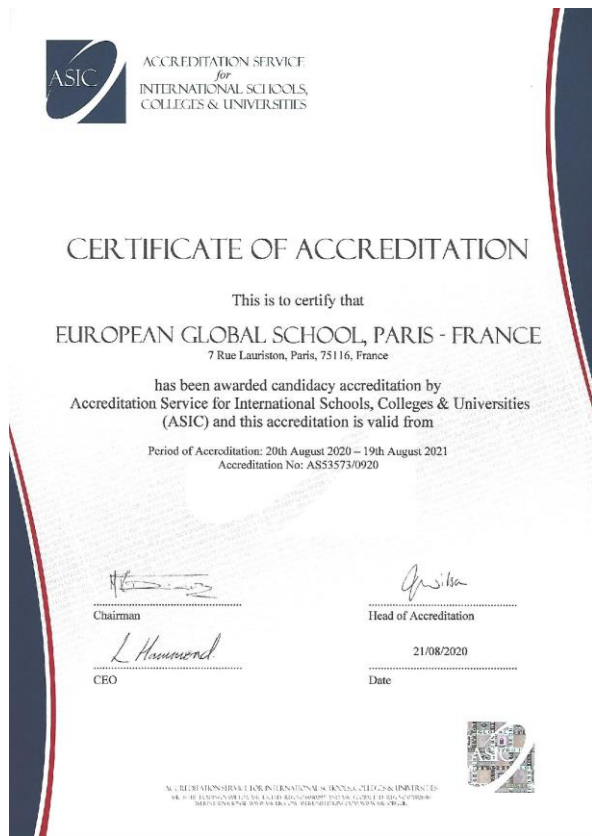 ASIC
ACCREDITATION SERVICE
for
INTERNATIONAL SCHOOLS,
COLLEGES & UNIVERSITIES
CERTIFICATE OF ACCREDITATION
This is to certify that
EUROPEAN GLOBAL SCHOOL, PARIS - FRANCE
7 Rue Lauriston, Paris, 75116, France
has been awarded candidacy accreditation by
Accreditation Service for International Schools, Colleges & Universities
(ASIC) and this accreditation is valid from
Period of Accreditation: 20th August 2020 – 19th August 2021
Accreditation No: AS53573/0920
Chairman
Head of Accreditation
L Hammond
21/08/2020
CEO
Date
ASIC
ACCREDITATION SERVICE FOR INTERNATIONAL SCHOOLS, COLLEGES & UNIVERSITIES